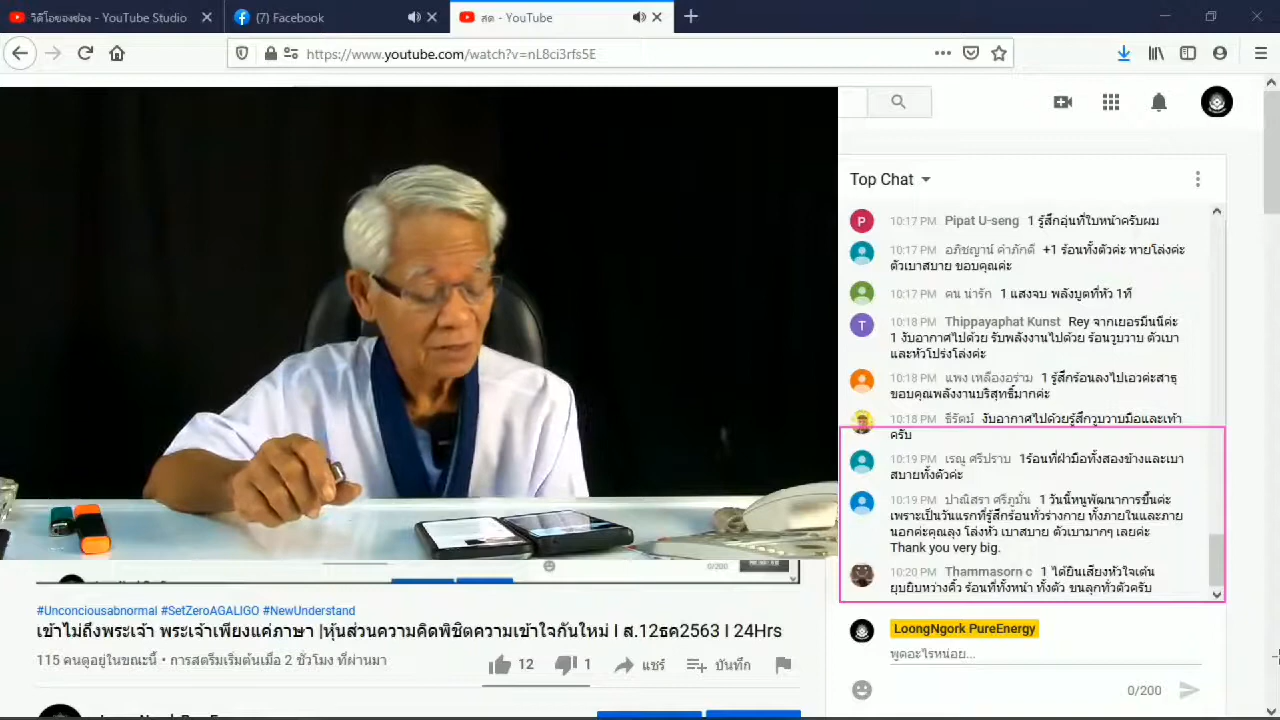 วิดีโอของช่อง - YouTube Studio
(7) Facebook
สด - YouTube
https://www.youtube.com/watch?v=nL8ci3rfs5E
Top Chat
10:17 PM Pipat U-seng 1 รู้สึกอุ่นที่ใบหน้าครับผม
10:17 PM อภิชญาน์ คำภักดี +1 ร้อนทั้งตัวค่ะ หายโล่งค่ะ
ตัวเบาสบาย ขอบคุณค่ะ
10:17 PM คน น่ารัก 1 แสงจบ พลังบูตที่หัว 1ที
10:18 PM Thippayaphat Kunst Rey จากเยอรมีนนีค่ะ
1 งับอากาศไปด้วย รับพลังงานไปด้วย ร้อนวูบวาบ ตัวเบา
และหัวโปร่งโล่งค่ะ
10:18 PM แพง เหลืองอร่าม 1 รู้สึกร้อนลงไปเอวค่ะสาธุ
ขอบคุณพลังงานบริสุทธิ์มากค่ะ
10:18 PM ธีรัตม์ งับอากาศไปด้วยรู้สึกวูบวาบมือและเท้า
ครับ
10:19 PM เรณู ศรีปราบ 1ร้อนที่ฝ่ามือทั้งสองข้างและเบา
สบายทั้งตัวค่ะ
10:19 PM ปาณิสรา ศรีภูมั่น 1 วันนี้หนูพัฒนาการขึ้นค่ะ
เพราะเป็นวันแรกที่รู้สึกร้อนทั่วร่างกาย ทั้งภายในและภาย
นอกค่ะคุณลุง โล่งหัว เบาสบาย ตัวเบามากๆ เลยค่ะ
Thank you very big.
10:20 PM Thammasorn c 1 ได้ยินเสียงหัวใจเต้น
ยุบยิบหว่างคิ้ว ร้อนที่ทั้งหน้า ทั้งตัว ขนลุกทั่วตัวครับ
LoongNgork PureEnergy
พูดอะไรหน่อย...
0/200
0/200
#Unconciousabnormal #SetZeroAGALIGO #NewUnderstand
เข้าไม่ถึงพระเจ้า พระเจ้าเพียงแค่ภาษา |หุ้นส่วนความคิดพิชิตความเข้าใจกันใหม่ I ส.12ธค2563 I 24Hrs
115 คนดูอยู่ในขณะนี้ • การสตรีมเริ่มต้นเมื่อ 2 ชั่วโมง ที่ผ่านมา
12 1 แชร์ บันทึก